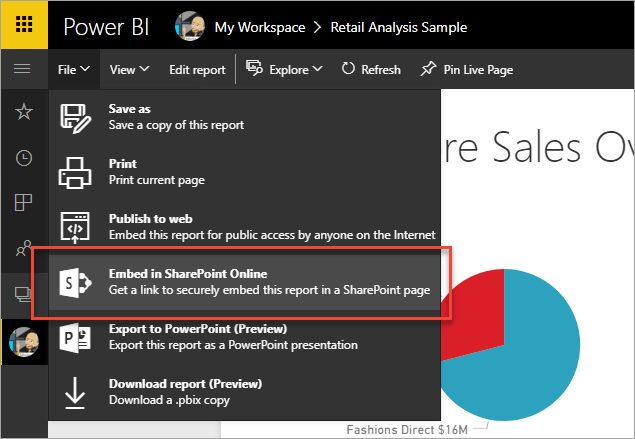 Power BI My Workspace > Retail Analysis Sample
File View Edit report Explore Refresh Pin Live Page
Save as
Save a copy of this report
re Sales Ov
Print
Print current page
Publish to web
Embed this report for public access by anyone on the Internet
Embed in SharePoint Online
Get a link to securely embed this report in a SharePoint page
Export to PowerPoint (Preview)
Export this report as a PowerPoint presentation
Download report (Preview)
Download a .pbix copy
Fashions Direct $16M